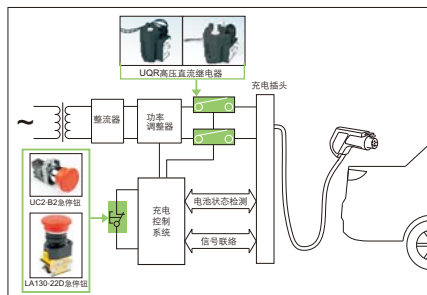 UQR高压直流继电器
充电插头
~
整流器
功率
调整器
UC2-B2急停钮
充电
控制
系统
电池状态检测
信号联络
LA130-22D急停钮